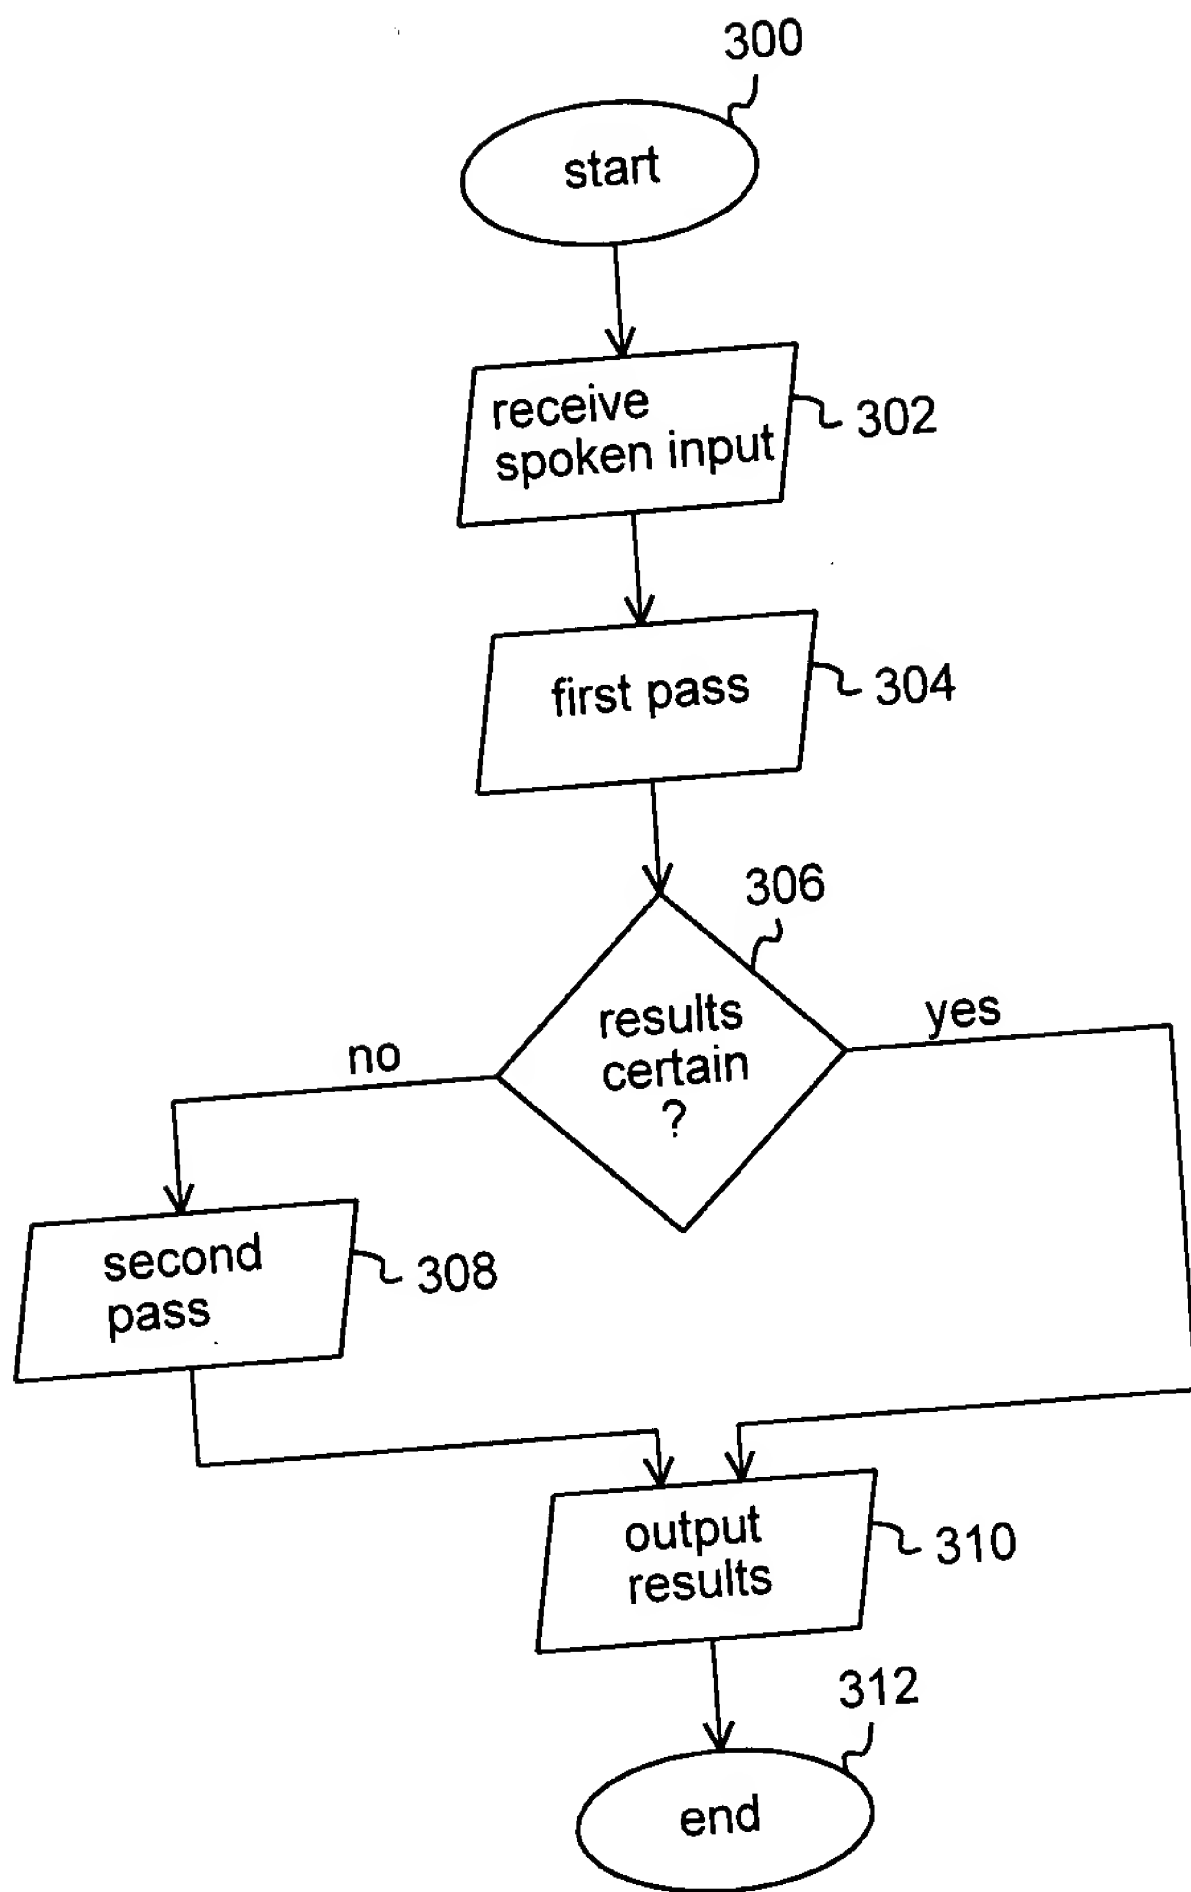 300
start
receive
spoken input
302
first pass
304
306
results
certain
?
no
yes
second
pass
308
output
results
310
312
end